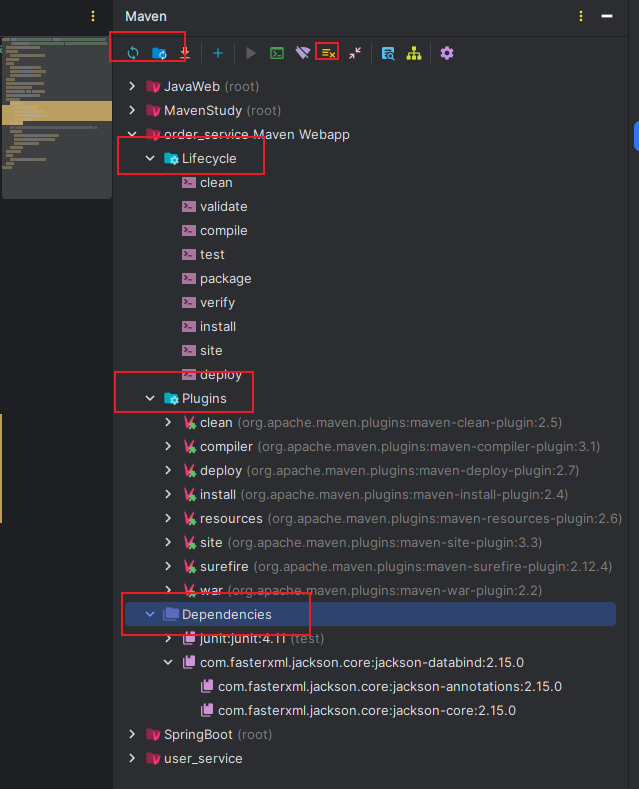 Maven
JavaWeb (root)
MavenStudy (root)
order_service Maven Webapp
Lifecycle
clean
validate
compile
test
package
verify
install
site
deploy
Plugins
clean (org.apache.maven.plugins:maven-clean-plugin:2.5)
compiler (org.apache.maven.plugins:maven-compiler-plugin:3.1)
deploy (org.apache.maven.plugins:maven-deploy-plugin:2.7)
install (org.apache.maven.plugins:maven-install-plugin:2.4)
resources (org.apache.maven.plugins:maven-resources-plugin:2.6)
site (org.apache.maven.plugins:maven-site-plugin:3.3)
surefire (org.apache.maven.plugins:maven-surefire-plugin:2.12.4)
war (org.apache.maven.plugins:maven-war-plugin:2.2)
Dependencies
junit:junit:4.11 (test)
com.fasterxml.jackson.core:jackson-databind:2.15.0
com.fasterxml.jackson.core:jackson-annotations:2.15.0
com.fasterxml.jackson.core:jackson-core:2.15.0
SpringBoot (root)
user_service